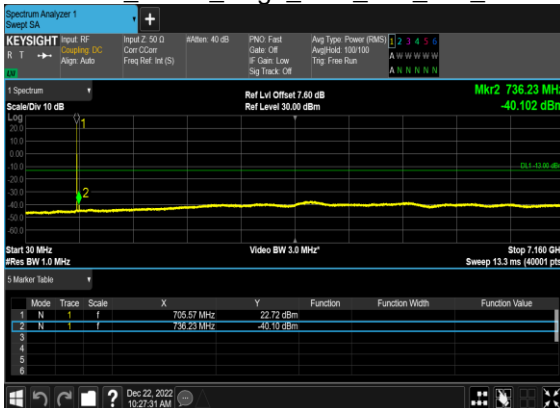 Spectrum Analyzer 1
Swept SA
+
KEYSIGHT
R T
LW
Input: RF
Coupling: DC
Align: Auto
Input Z: 50 Ω
Corr CCorr
Freq Ref: Int (S)
#Atten: 40 dB
PNO: Fast
Gate: Off
IF Gain: Low
Sig Track: Off
Avg Type: Power (RMS)
Avg|Hold: 100/100
Trig: Free Run
1 2 3 4 5 6
A W W W W W
A N N N N N
1 Spectrum
Scale/Div 10 dB
Ref Lvl Offset 7.60 dB
Ref Level 30.00 dBm
Mkr2 736.23 MHz
-40.102 dBm
Log
20.0
10.0
0.00
-10.0
-20.0
-30.0
-40.0
-50.0
-60.0
1
2
DL1 -13.00 dBm
Start 30 MHz
#Res BW 1.0 MHz
Video BW 3.0 MHz*
Stop 7.160 GH
Sweep 13.3 ms (40001 pts
5 Marker Table
Mode Trace Scale X Y Function Function Width Function Value
1 N 1 f 705.57 MHz 22.72 dBm
2 N 1 f 736.23 MHz -40.10 dBm
3
4
5
6
?
Dec 22, 2022
10:27:31 AM